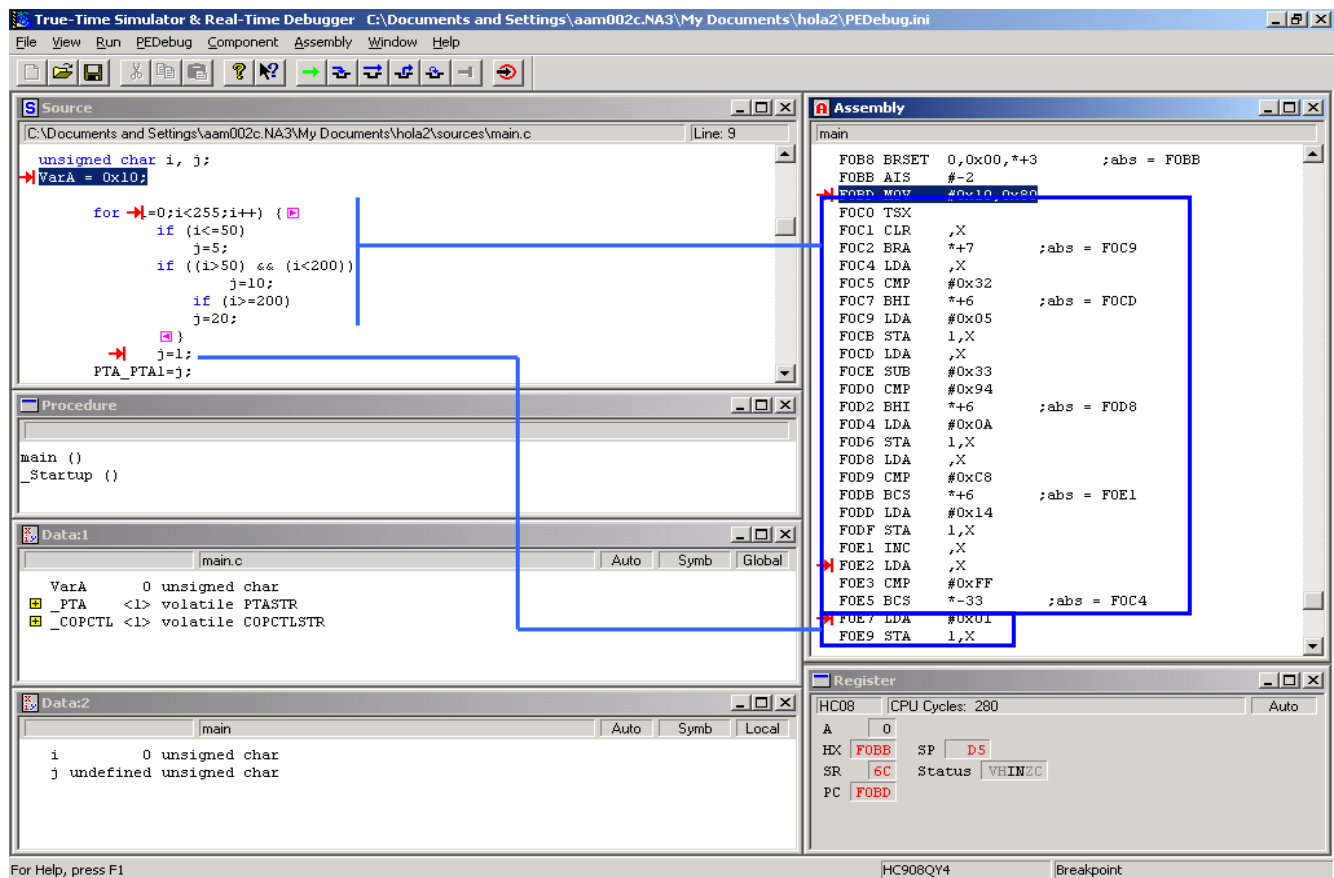 True-Time Simulator & Real-Time Debugger C:\Documents and Settings\aam002c.NA3\My Documents\hola2\PEDebug.ini
File View Run PEDebug Component Assembly Window Help
Source
C:\Documents and Settings\aam002c.NA3\My Documents\hola2\sources\main.c Line: 9
unsigned char i, j;
VarA = 0x10;
for =0;i<255;i++) {
if (i<=50)
j=5;
if ((i>50) && (i<200))
j=10;
if (i>=200)
j=20;
}
j=1;
PTA_PTA1=j;
Procedure
main ()
_Startup ()
Data:1
main.c Auto Symb Global
VarA 0 unsigned char
_PTA <1> volatile PTASTR
_COPCTL <1> volatile COPCTLSTR
Data:2
main Auto Symb Local
i 0 unsigned char
j undefined unsigned char
Assembly
main
F0B8 BRSET 0,0x00,*+3 ;abs = F0BB
F0BB AIS #-2
F0BD MOV #0x10,0x80
F0C0 TSX
F0C1 CLR ,X
F0C2 BRA *+7 ;abs = F0C9
F0C4 LDA ,X
F0C5 CMP #0x32
F0C7 BHI *+6 ;abs = F0CD
F0C9 LDA #0x05
F0CB STA 1,X
F0CD LDA ,X
F0CE SUB #0x33
F0D0 CMP #0x94
F0D2 BHI *+6 ;abs = F0D8
F0D4 LDA #0x0A
F0D6 STA 1,X
F0D8 LDA ,X
F0D9 CMP #0xC8
F0DB BCS *+6 ;abs = F0E1
F0DD LDA #0x14
F0DF STA 1,X
F0E1 INC ,X
F0E2 LDA ,X
F0E3 CMP #0xFF
F0E5 BCS *-33 ;abs = F0C4
F0E7 LDA #0x01
F0E9 STA 1,X
Register
HC08 CPU Cycles: 280 Auto
A 0
HX F0BB SP D5
SR 6C Status VHINZC
PC F0BD
For Help, press F1 HC908QY4 Breakpoint